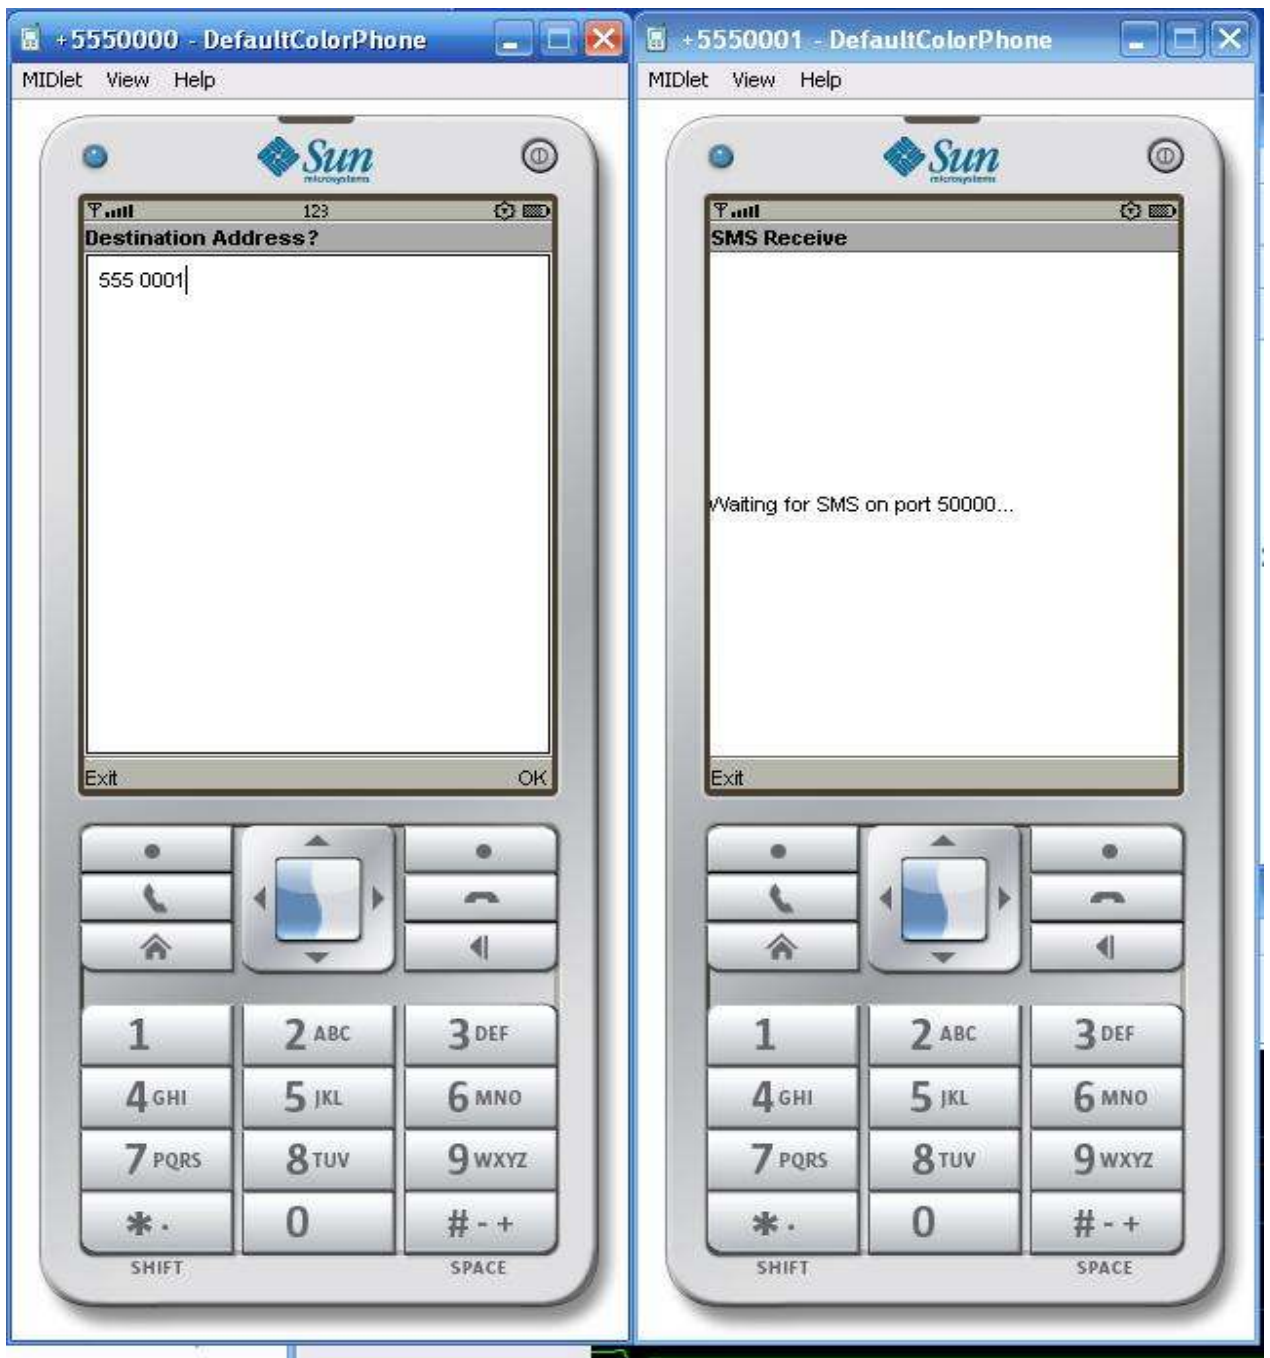 +5550000 - DefaultColorPhone
MIDlet View Help
Sun
microsystems
123
Destination Address?
555 0001
Exit OK
1 2 ABC 3 DEF
4 GHI 5 JKL 6 MNO
7 PQRS 8 TUV 9 WXYZ
* . 0 # - +
SHIFT SPACE
+5550001 - DefaultColorPhone
MIDlet View Help
Sun
microsystems
SMS Receive
Waiting for SMS on port 50000...
Exit
1 2 ABC 3 DEF
4 GHI 5 JKL 6 MNO
7 PQRS 8 TUV 9 WXYZ
* . 0 # - +
SHIFT SPACE